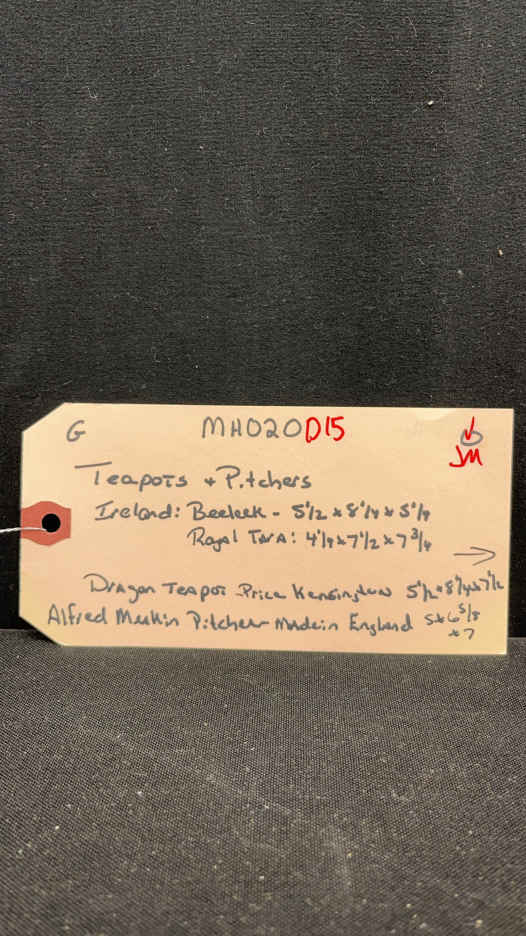 G MH020D15
JM
Teapots + Pitchers
Ireland: Beeleek - 5 1/2 x 8 1/4 x 5 1/4
Royal Tara: 4 1/4 x 7 1/2 x 7 3/4
→
Dragon Teapot Price Kensington 5 1/2 x 8 1/4 x 7 1/2
Alfred Meakin Pitcher Made in England 5 x 6 5/8
x 7